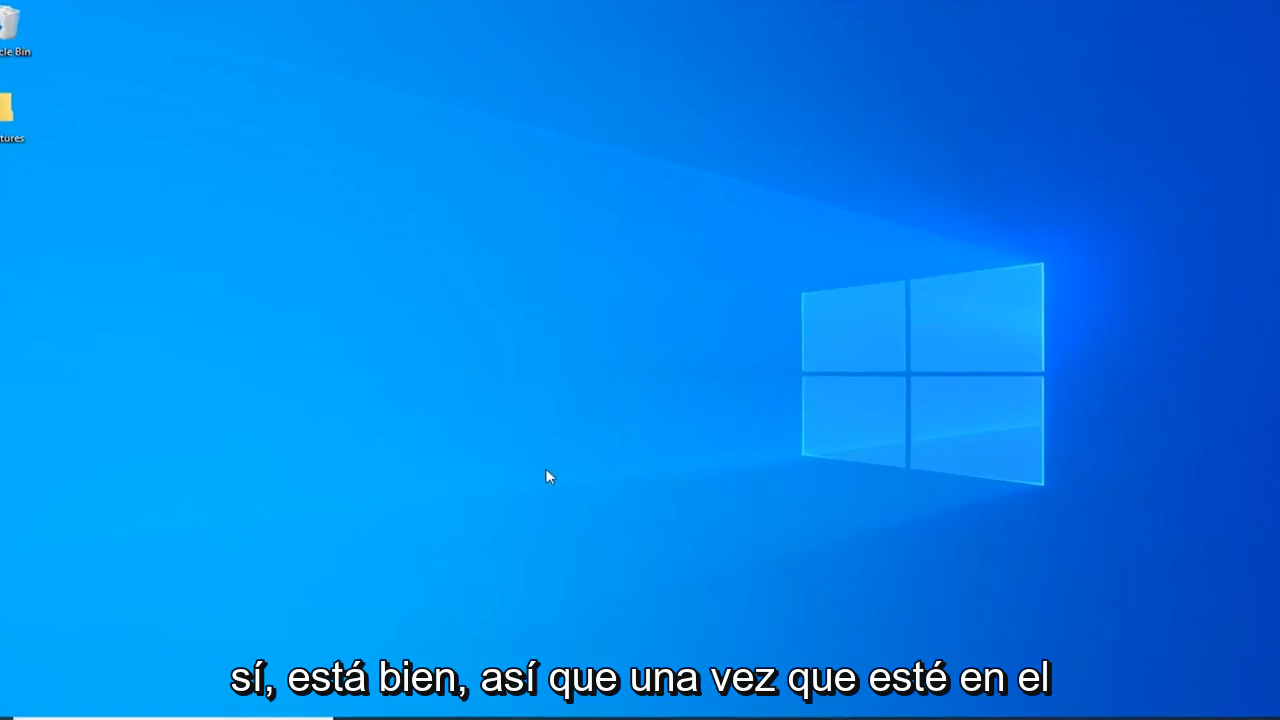 cle Bin
tures
sí, está bien, así que una vez que esté en el